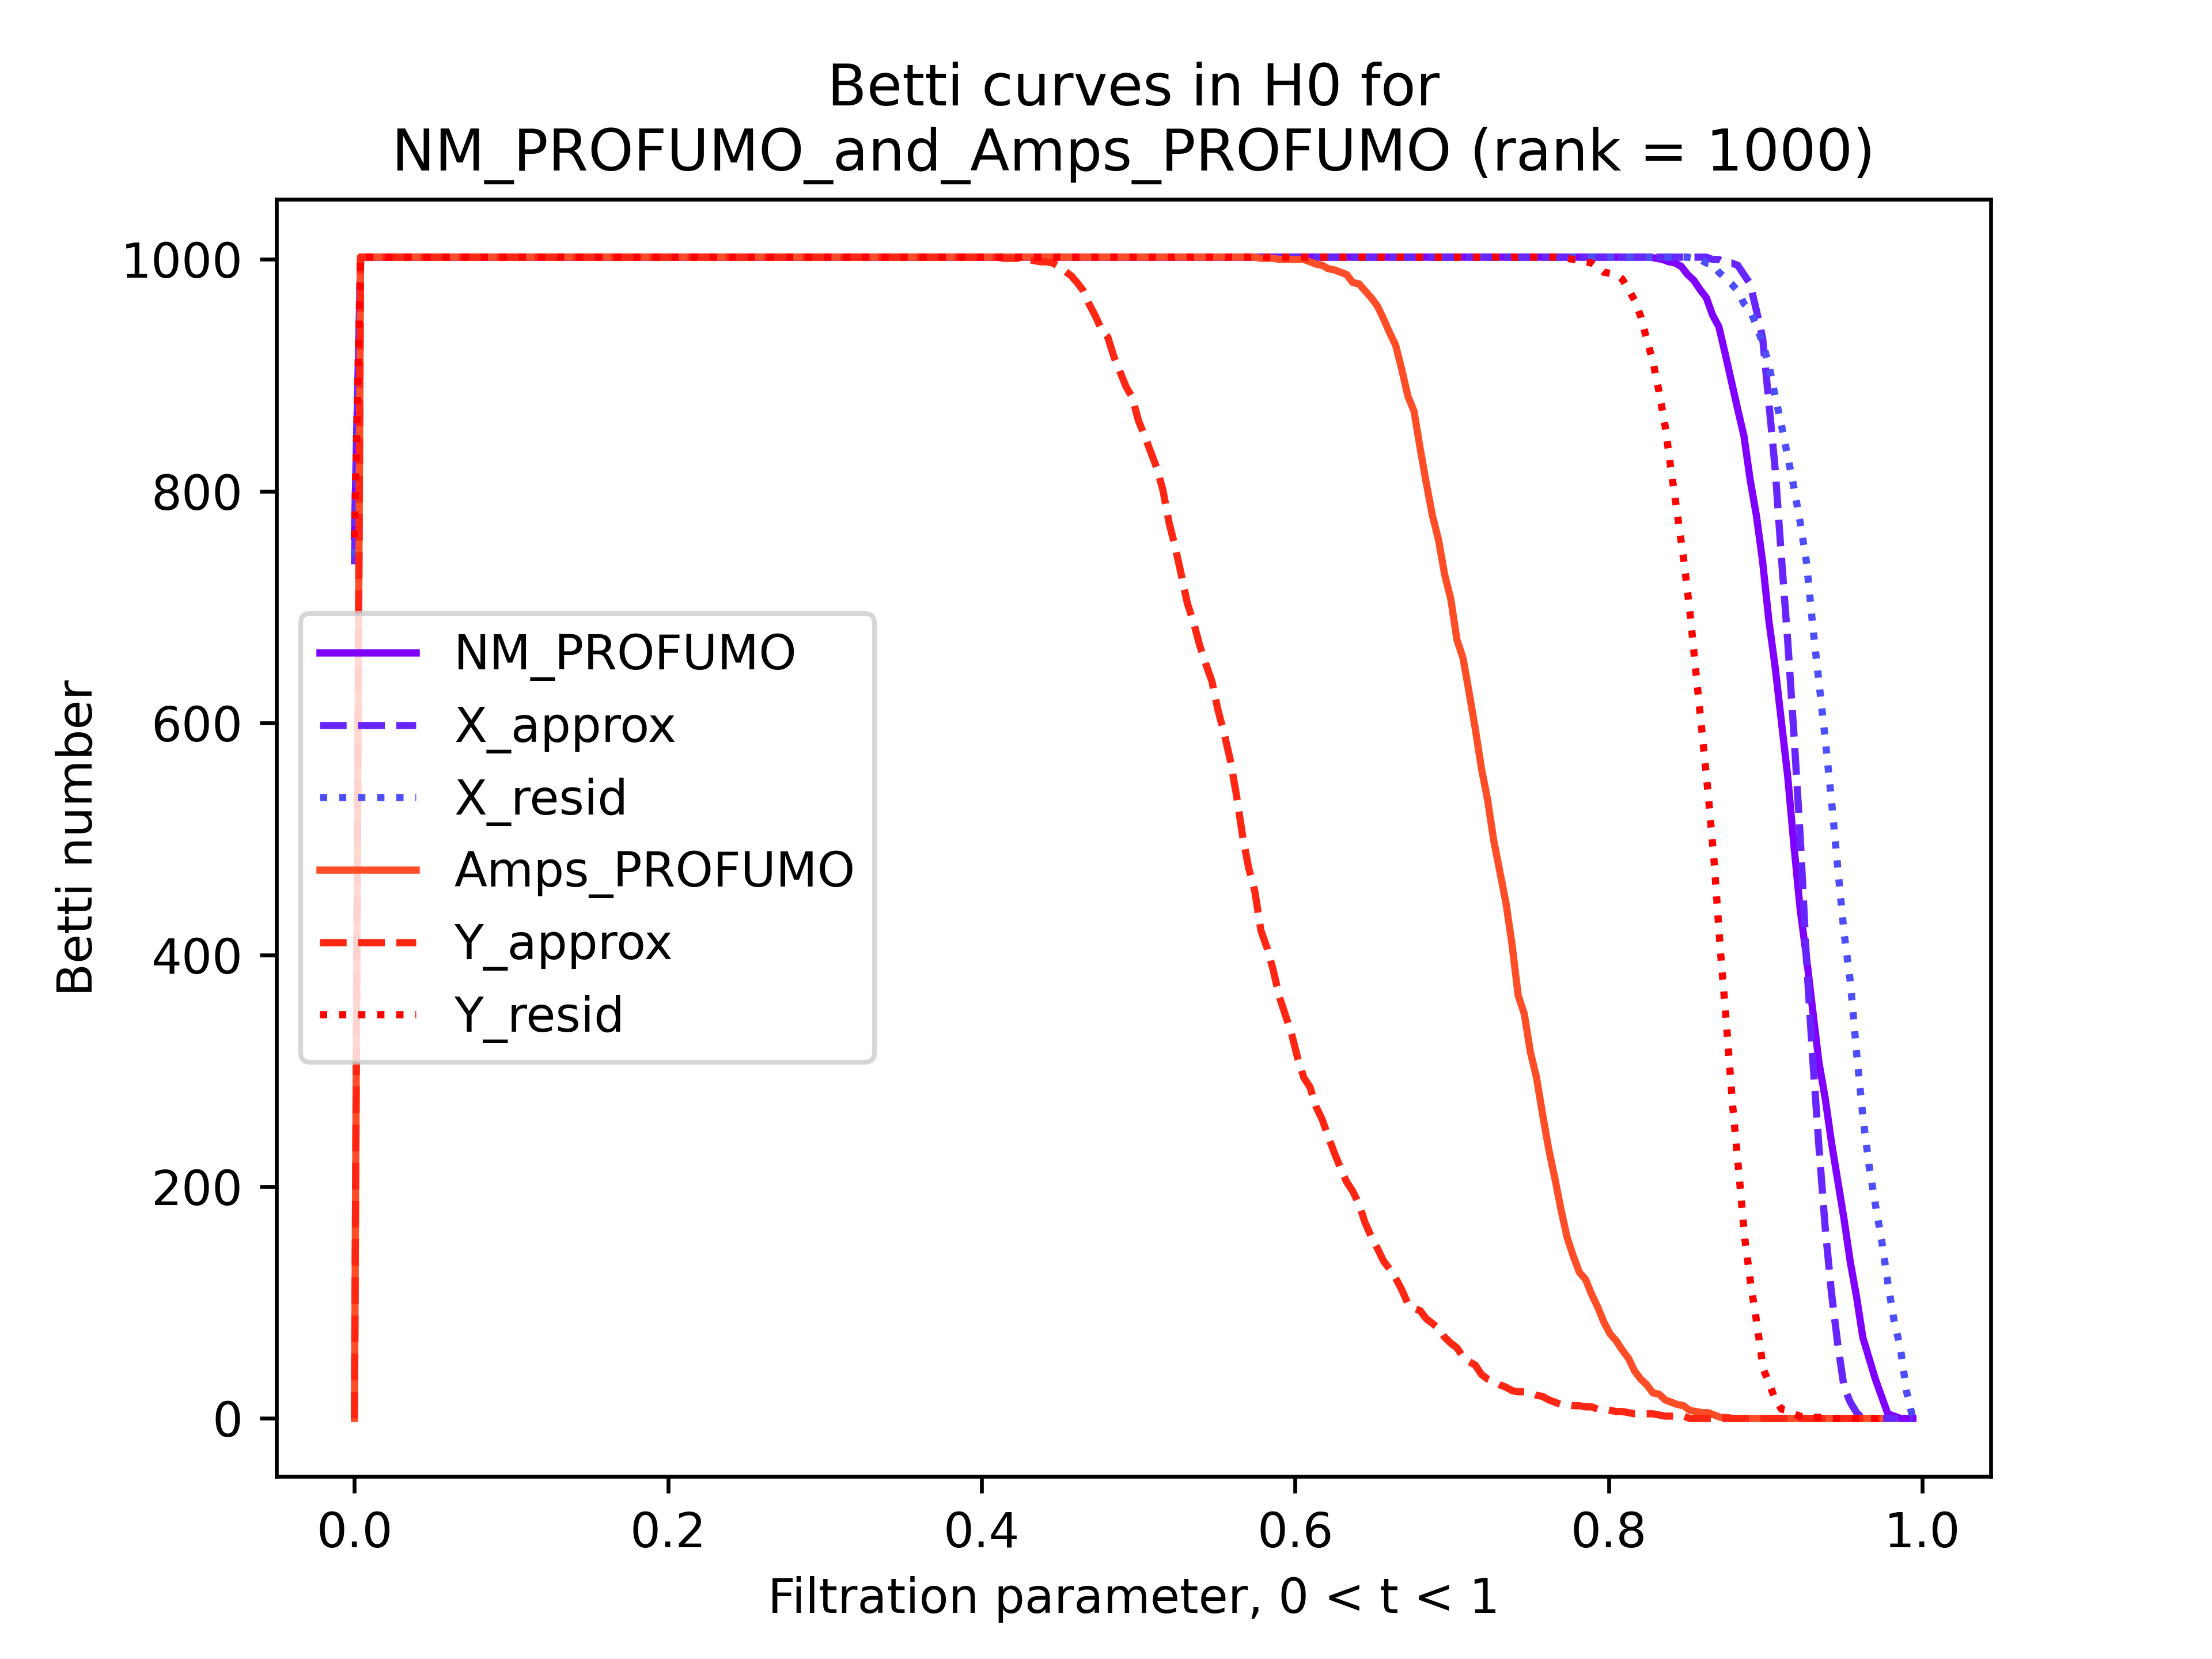 Betti curves in H0 for
NM_PROFUMO_and_Amps_PROFUMO (rank = 1000)
Betti number
1000
800
600
400
200
0
NM_PROFUMO
X_approx
X_resid
Amps_PROFUMO
Y_approx
Y_resid
0.0 0.2 0.4 0.6 0.8 1.0
Filtration parameter, 0 < t < 1